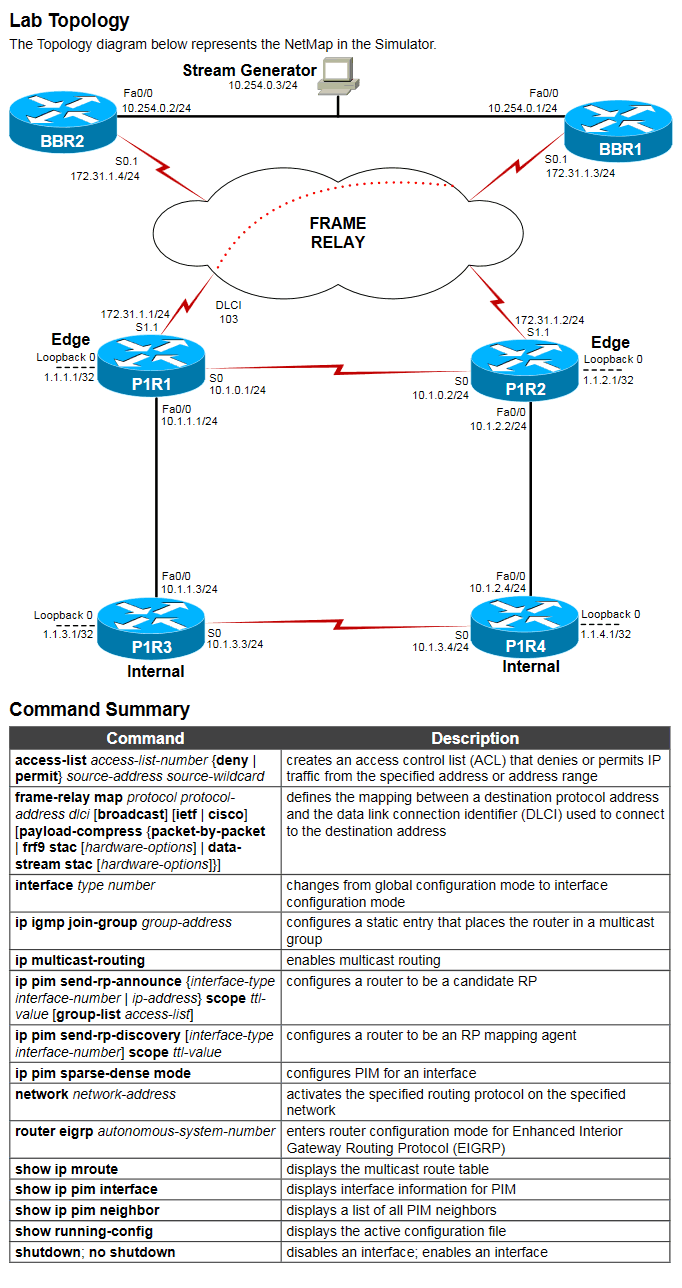 Lab Topology
The Topology diagram below represents the NetMap in the Simulator.
Stream Generator
10.254.0.3/24
Fa0/0
10.254.0.2/24
Fa0/0
10.254.0.1/24
BBR2
BBR1
S0.1
172.31.1.4/24
S0.1
172.31.1.3/24
FRAME
RELAY
DLCI
103
172.31.1.1/24
S1.1
172.31.1.2/24
S1.1
Edge
Loopback 0
1.1.1.1/32
P1R1
S0
10.1.0.1/24
Edge
Loopback 0
1.1.2.1/32
P1R2
S0
10.1.0.2/24
Fa0/0
10.1.1.1/24
Fa0/0
10.1.2.2/24
Fa0/0
10.1.1.3/24
Fa0/0
10.1.2.4/24
Loopback 0
1.1.3.1/32
P1R3
Internal
S0
10.1.3.3/24
S0
10.1.3.4/24
P1R4
Internal
Loopback 0
1.1.4.1/32
Command Summary
Command Description
access-list access-list-number {deny |
permit} source-address source-wildcard
creates an access control list (ACL) that denies or permits IP
traffic from the specified address or address range
frame-relay map protocol protocol-
address dlci [broadcast] [ietf | cisco]
[payload-compress {packet-by-packet
| frf9 stac [hardware-options] | data-
stream stac [hardware-options]}]
defines the mapping between a destination protocol address
and the data link connection identifier (DLCI) used to connect
to the destination address
interface type number
changes from global configuration mode to interface
configuration mode
ip igmp join-group group-address
configures a static entry that places the router in a multicast
group
ip multicast-routing
enables multicast routing
ip pim send-rp-announce {interface-type
interface-number | ip-address} scope ttl-
value [group-list access-list]
configures a router to be a candidate RP
ip pim send-rp-discovery [interface-type
interface-number] scope ttl-value
configures a router to be an RP mapping agent
ip pim sparse-dense mode
configures PIM for an interface
network network-address
activates the specified routing protocol on the specified
network
router eigrp autonomous-system-number
enters router configuration mode for Enhanced Interior
Gateway Routing Protocol (EIGRP)
show ip mroute
displays the multicast route table
show ip pim interface
displays interface information for PIM
show ip pim neighbor
displays a list of all PIM neighbors
show running-config
displays the active configuration file
shutdown; no shutdown
disables an interface; enables an interface